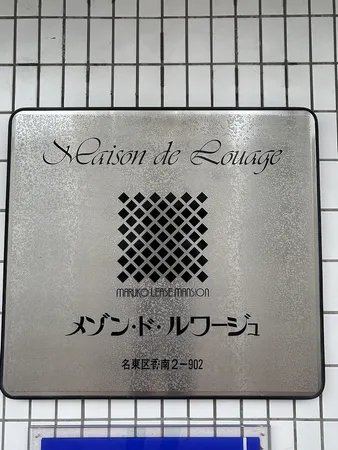 Maison de Louage
MARUKO LEASE MANSION
メゾン・ド・ルワージュ
名東区香南2-902